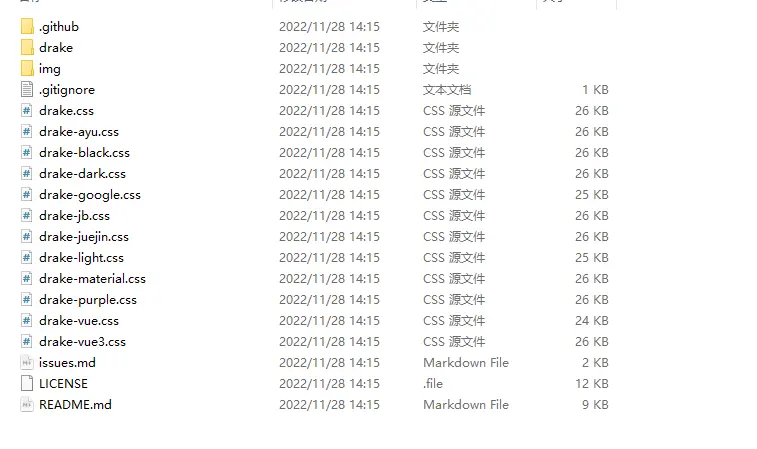 .github 2022/11/28 14:15 文件夹
drake 2022/11/28 14:15 文件夹
img 2022/11/28 14:15 文件夹
.gitignore 2022/11/28 14:15 文本文档 1 KB
drake.css 2022/11/28 14:15 CSS 源文件 26 KB
drake-ayu.css 2022/11/28 14:15 CSS 源文件 26 KB
drake-black.css 2022/11/28 14:15 CSS 源文件 26 KB
drake-dark.css 2022/11/28 14:15 CSS 源文件 26 KB
drake-google.css 2022/11/28 14:15 CSS 源文件 25 KB
drake-jb.css 2022/11/28 14:15 CSS 源文件 26 KB
drake-juejin.css 2022/11/28 14:15 CSS 源文件 26 KB
drake-light.css 2022/11/28 14:15 CSS 源文件 25 KB
drake-material.css 2022/11/28 14:15 CSS 源文件 26 KB
drake-purple.css 2022/11/28 14:15 CSS 源文件 26 KB
drake-vue.css 2022/11/28 14:15 CSS 源文件 24 KB
drake-vue3.css 2022/11/28 14:15 CSS 源文件 26 KB
issues.md 2022/11/28 14:15 Markdown File 2 KB
LICENSE 2022/11/28 14:15 .file 12 KB
README.md 2022/11/28 14:15 Markdown File 9 KB